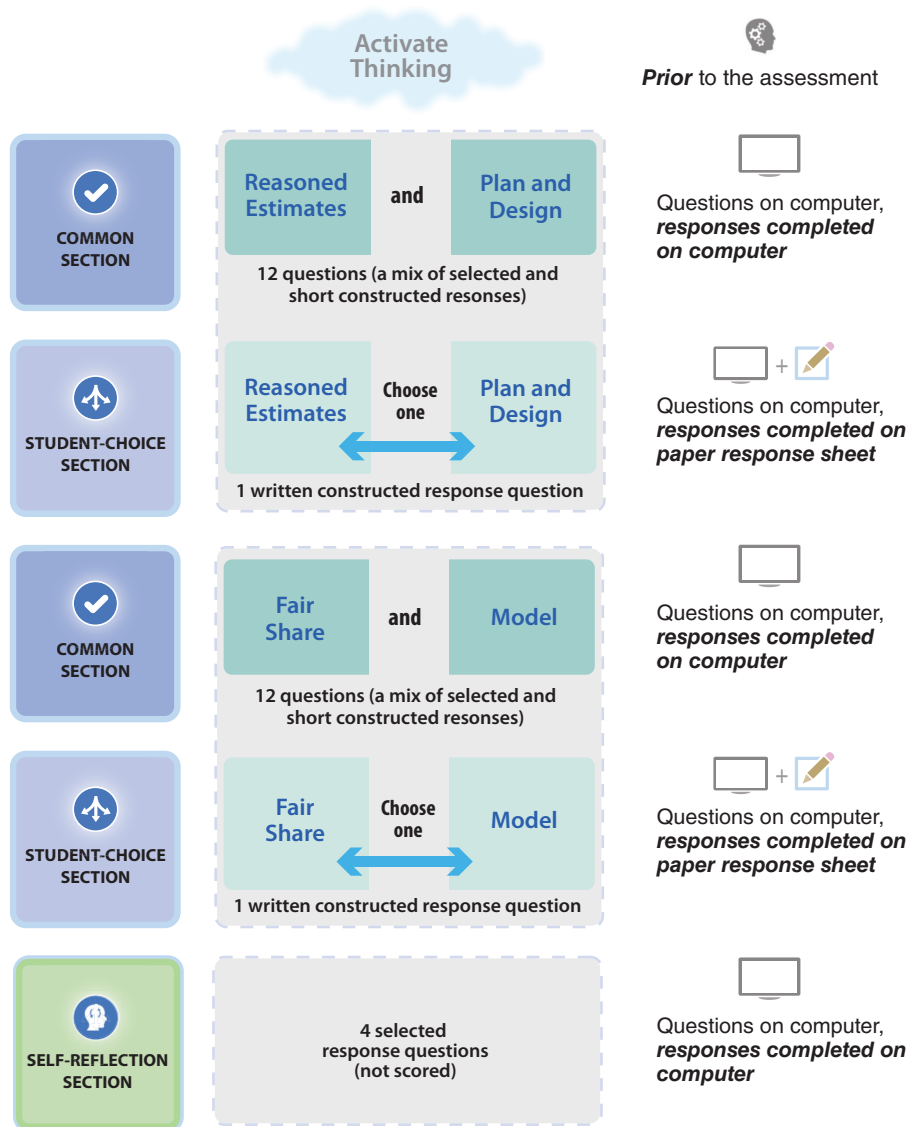 Activate
Thinking
Prior to the assessment
COMMON
SECTION
Reasoned
Estimates
and
Plan and
Design
12 questions (a mix of selected and
short constructed resonses)
Questions on computer,
responses completed
on computer
STUDENT-CHOICE
SECTION
Reasoned
Estimates
Choose
one
Plan and
Design
1 written constructed response question
+
Questions on computer,
responses completed on
paper response sheet
COMMON
SECTION
Fair
Share
and
Model
12 questions (a mix of selected and
short constructed resonses)
Questions on computer,
responses completed
on computer
STUDENT-CHOICE
SECTION
Fair
Share
Choose
one
Model
1 written constructed response question
+
Questions on computer,
responses completed on
paper response sheet
SELF-REFLECTION
SECTION
4 selected
response questions
(not scored)
Questions on computer,
responses completed on
computer